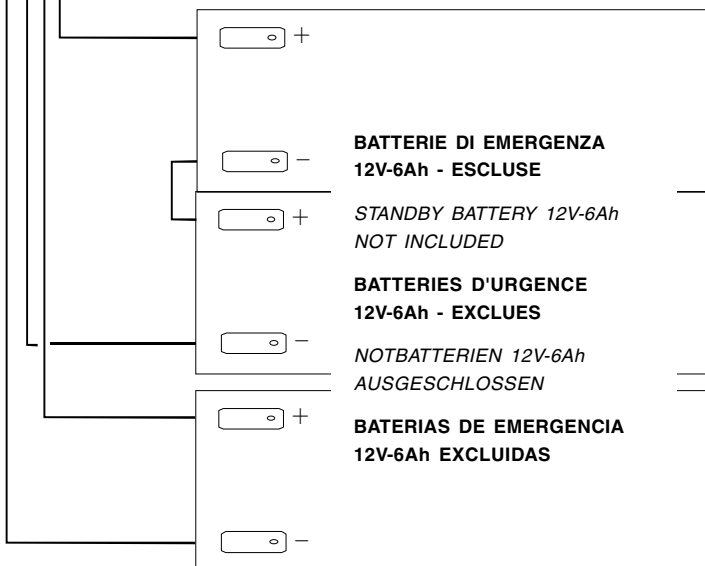 +
−
BATTERIE DI EMERGENZA
12V-6Ah - ESCLUSE
+
STANDBY BATTERY 12V-6Ah
NOT INCLUDED
BATTERIES D'URGENCE
12V-6Ah - EXCLUES
−
NOTBATTERIEN 12V-6Ah
AUSGESCHLOSSEN
+
BATERIAS DE EMERGENCIA
12V-6Ah EXCLUIDAS
−